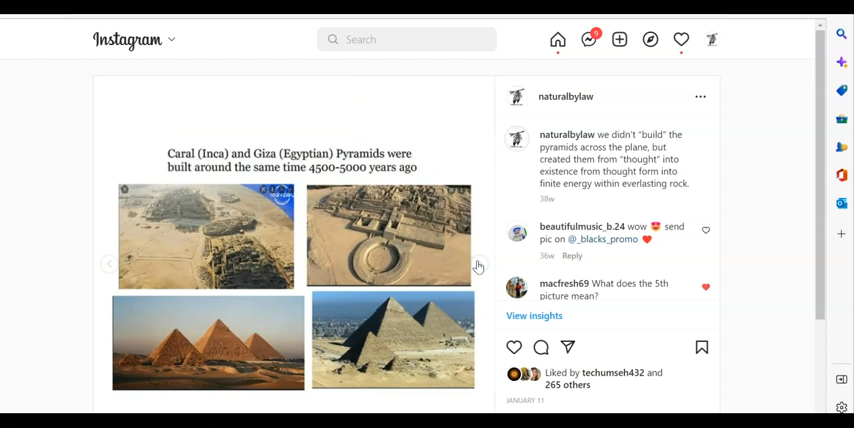 Instagram
Search
9
naturalbylaw
Caral (Inca) and Giza (Egyptian) Pyramids were
built around the same time 4500-5000 years ago
naturalbylaw we didn't "build" the
pyramids across the plane, but
created them from "thought" into
existence from thought form into
finite energy within everlasting rock.
38w
beautifulmusic_b.24 wow 😍 send
pic on @_blacks_promo ❤️
36w Reply
macfresh69 What does the 5th
picture mean?
View insights
Liked by techumseh432 and
265 others
JANUARY 11